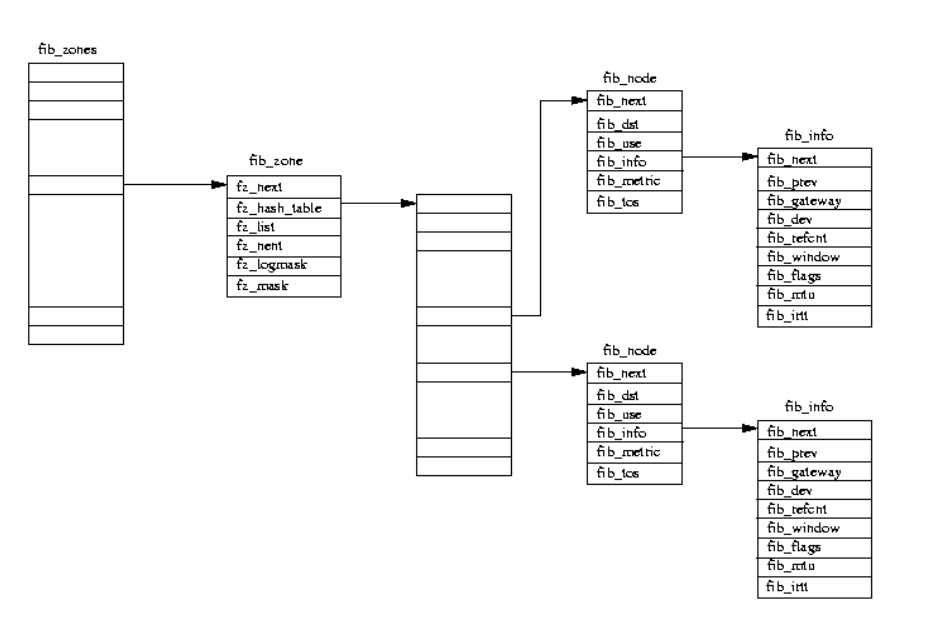 fib_zones
fib_zone
fz_next
fz_hash_table
fz_list
fz_nent
fz_logmask
fz_mask
fib_node
fib_next
fib_dst
fib_use
fib_info
fib_metric
fib_tos
fib_info
fib_next
fib_prev
fib_gateway
fib_dev
fib_refcnt
fib_window
fib_flags
fib_mtu
fib_irtt
fib_node
fib_next
fib_dst
fib_use
fib_info
fib_metric
fib_tos
fib_info
fib_next
fib_prev
fib_gateway
fib_dev
fib_refcnt
fib_window
fib_flags
fib_mtu
fib_irtt